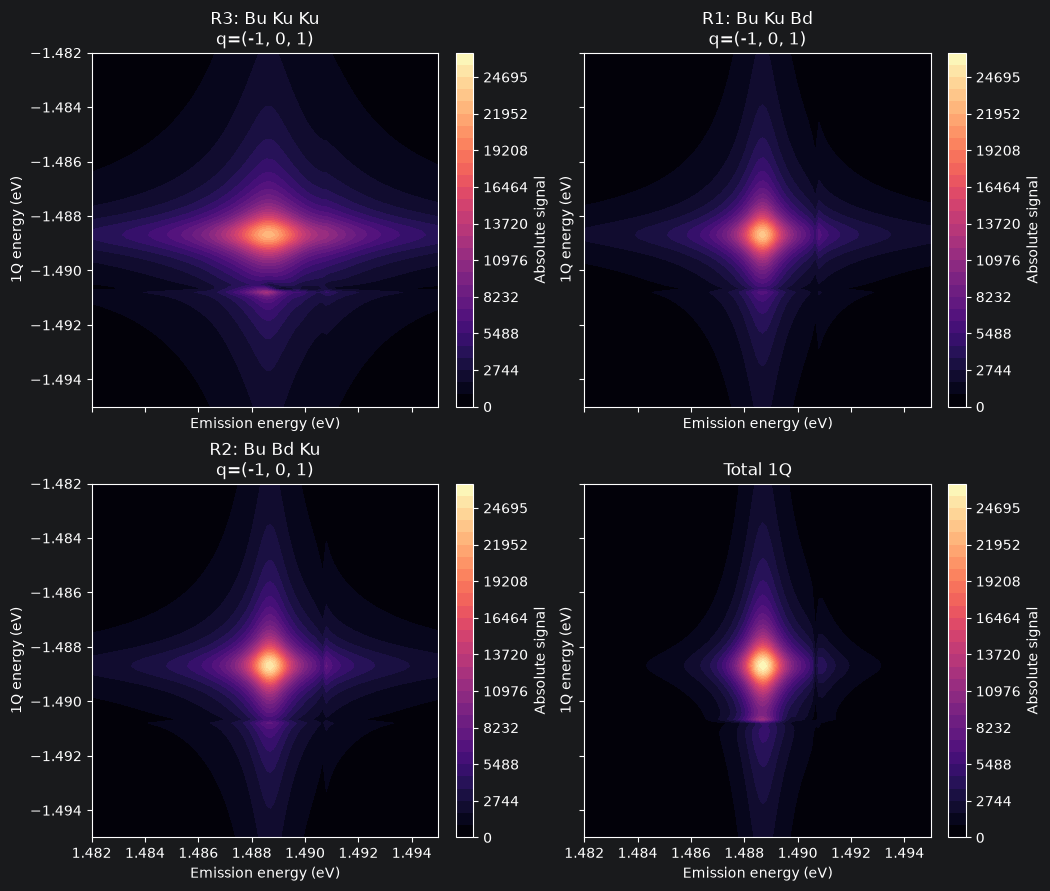 R3: Bu Ku Ku
q=(-1, 0, 1)
−1.482
−1.484
−1.486
−1.488
−1.490
−1.492
−1.494
1Q energy (eV)
Emission energy (eV)
24695
21952
19208
16464
13720
10976
8232
5488
2744
0
Absolute signal
R1: Bu Ku Bd
q=(-1, 0, 1)
1Q energy (eV)
Emission energy (eV)
24695
21952
19208
16464
13720
10976
8232
5488
2744
0
Absolute signal
R2: Bu Bd Ku
q=(-1, 0, 1)
−1.482
−1.484
−1.486
−1.488
−1.490
−1.492
−1.494
1Q energy (eV)
1.482 1.484 1.486 1.488 1.490 1.492 1.494
Emission energy (eV)
24695
21952
19208
16464
13720
10976
8232
5488
2744
0
Absolute signal
Total 1Q
1Q energy (eV)
1.482 1.484 1.486 1.488 1.490 1.492 1.494
Emission energy (eV)
24695
21952
19208
16464
13720
10976
8232
5488
2744
0
Absolute signal